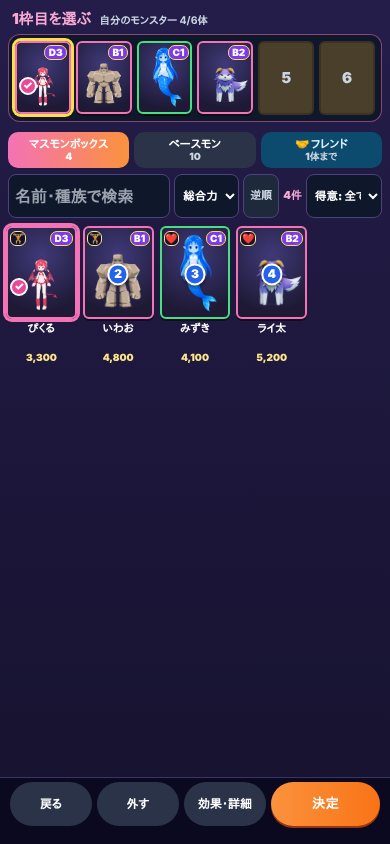 1枠目を選ぶ 自分のモンスター 4/6体
D3 B1 C1 B2 5 6
マスモンボックス ベースモン 🤝フレンド
4 10 1体まで
名前・種族で検索 総合力 逆順 4件 得意: 全て
D3 B1 C1 B2
2 3 4
ぴくる いわお みずき ライ太
3,300 4,800 4,100 5,200
戻る 外す 効果・詳細 決定